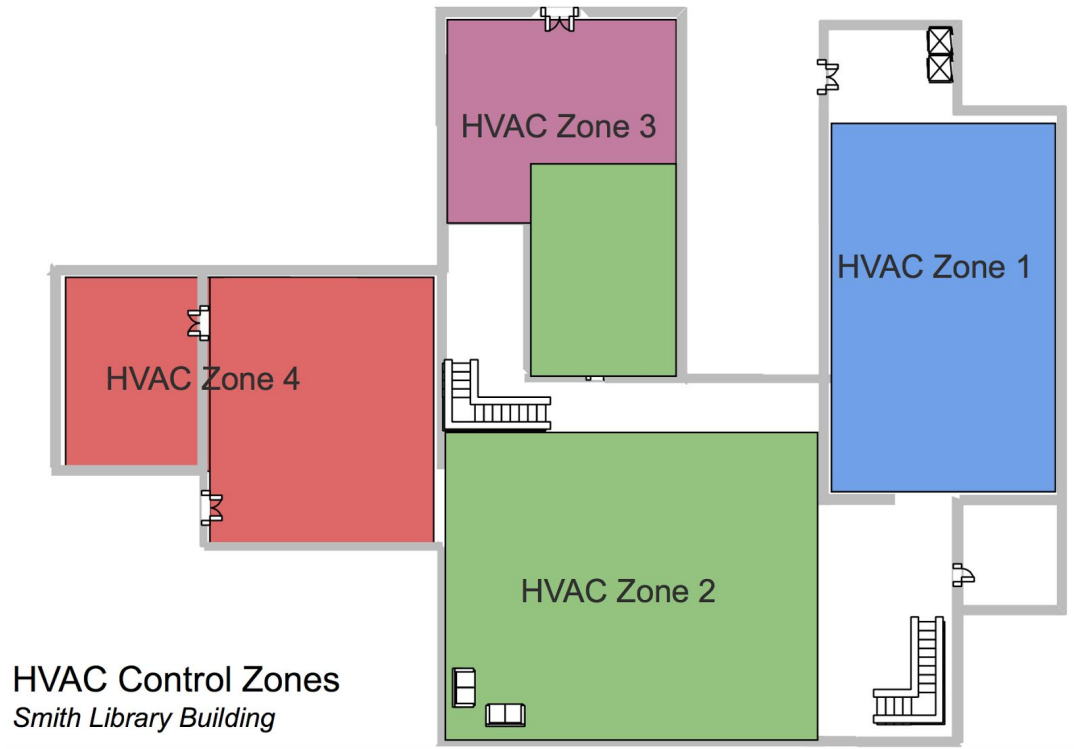 HVAC Zone 3
HVAC Zone 1
HVAC Zone 4
HVAC Zone 2
HVAC Control Zones
Smith Library Building